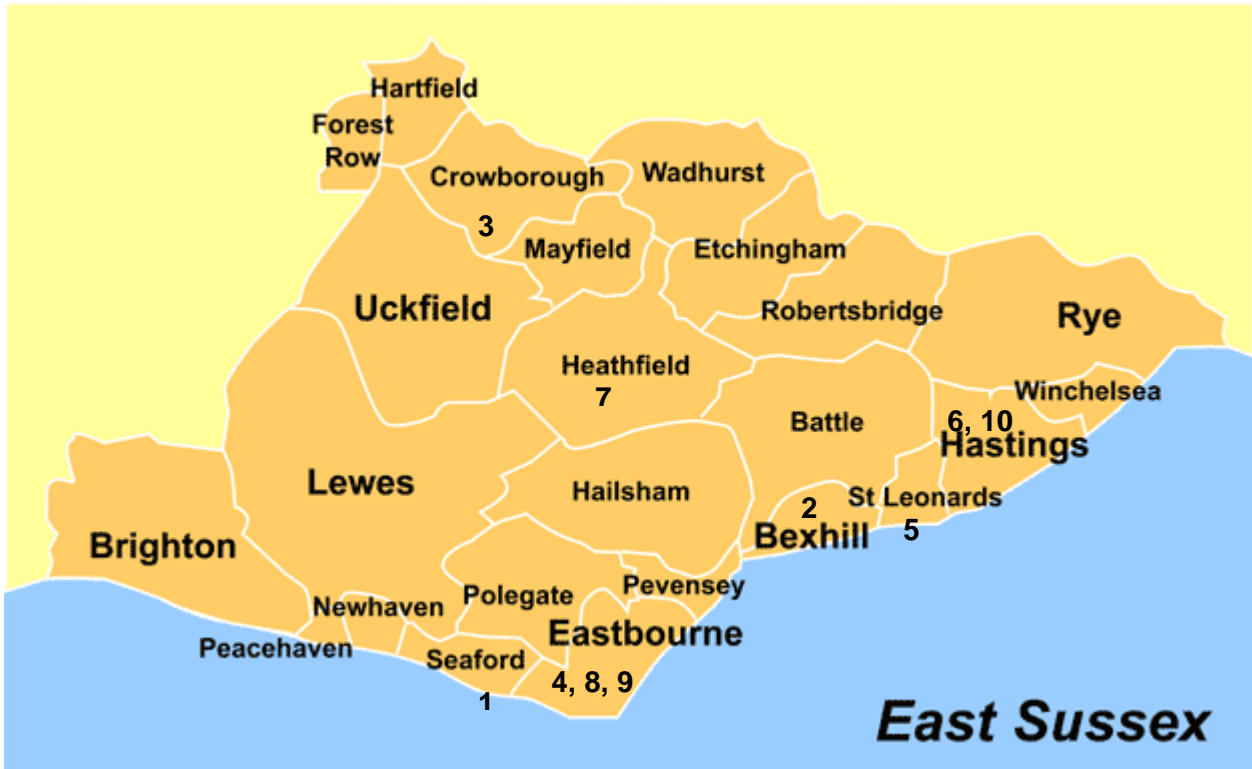 Hartfield
Forest
Row
Crowborough
Wadhurst
3
Mayfield
Etchingham
Uckfield
Robertsbridge
Rye
Heathfield
7
Winchelsea
Battle
6, 10
Hastings
Lewes
Hailsham
St Leonards
2
5
Bexhill
Brighton
Pevensey
Polegate
Newhaven
Eastbourne
Peacehaven
Seaford
4, 8, 9
1
East Sussex